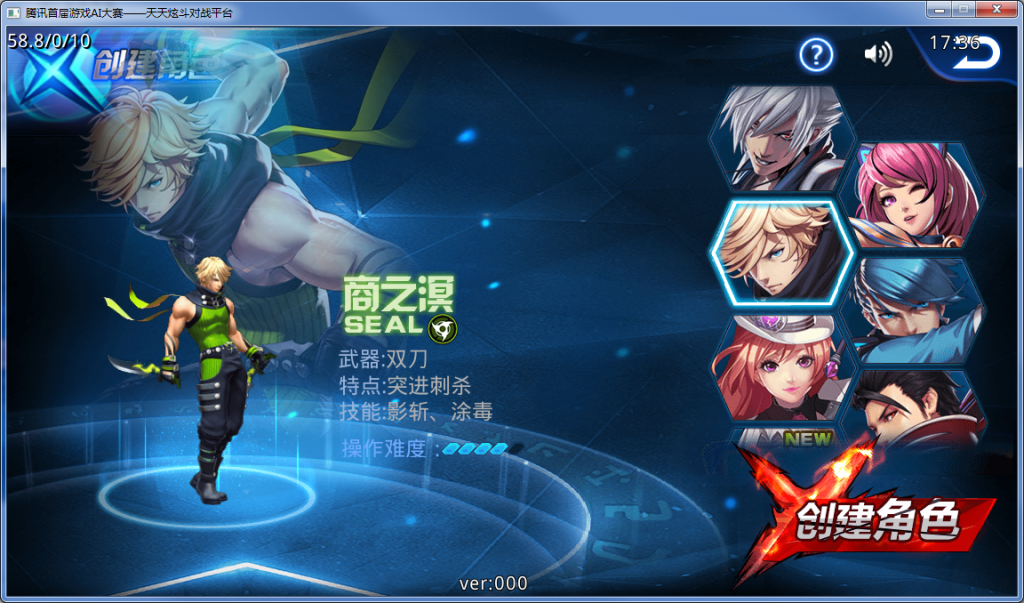 腾讯首届游戏AI大赛——天天炫斗对战平台
58.8/0/10
17:36
创建角色
?
商之溟
SEAL
武器:双刀
特点:突进刺杀
技能:影斩、涂毒
操作难度:
NEW
创建角色
ver:000